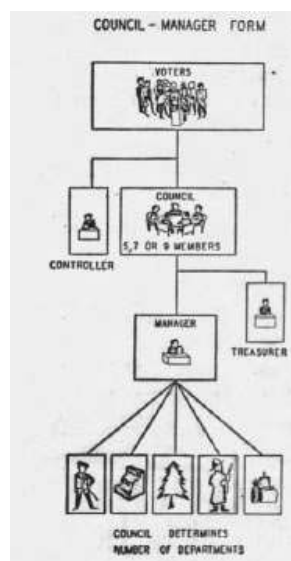 COUNCIL - MANAGER FORM
VOTERS
COUNCIL
5,7 OR 9 MEMBERS
CONTROLLER
MANAGER
TREASURER
COUNCIL DETERMINES
NUMBER OF DEPARTMENTS